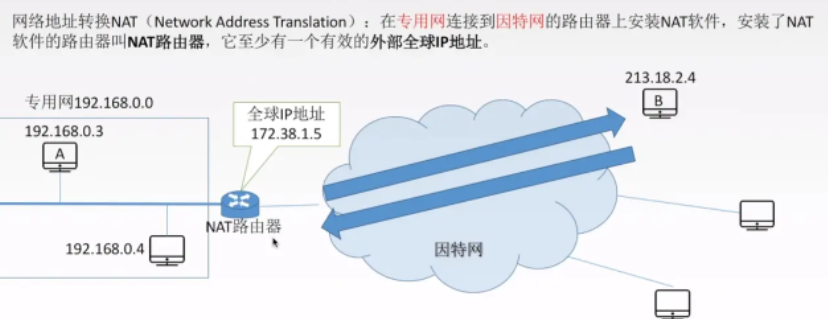 网络地址转换NAT（Network Address Translation）：在专用网连接到因特网的路由器上安装NAT软件，安装了NAT
软件的路由器叫NAT路由器，它至少有一个有效的外部全球IP地址。
213.18.2.4
B
专用网192.168.0.0
全球IP地址
172.38.1.5
192.168.0.3
A
NAT路由器
192.168.0.4
因特网